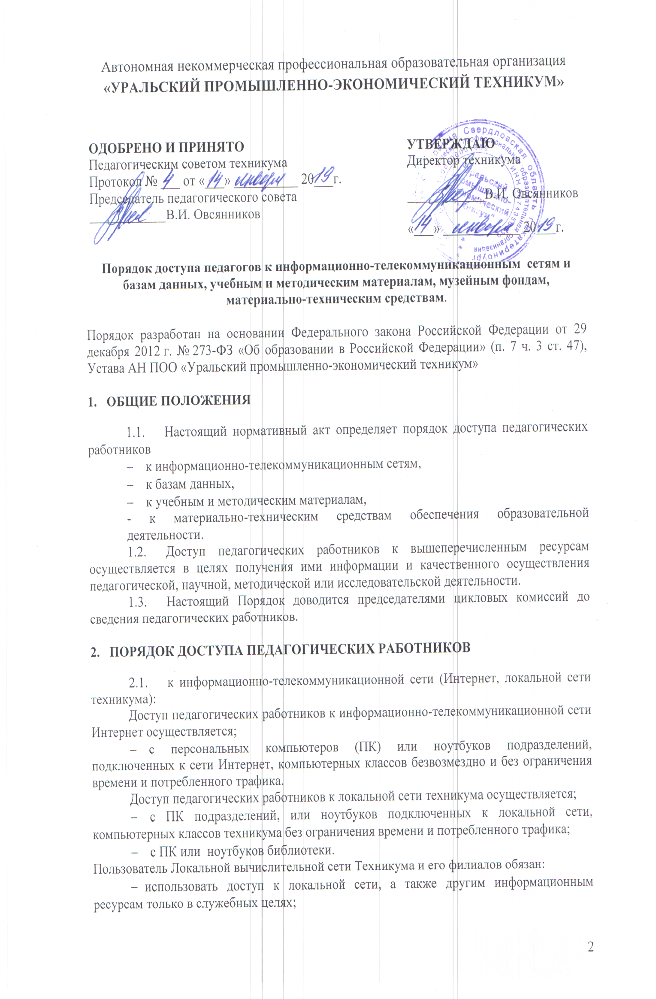 Автономная некоммерческая профессиональная образовательная организация
«УРАЛЬСКИЙ ПРОМЫШЛЕННО-ЭКОНОМИЧЕСКИЙ ТЕХНИКУМ»
ОДОБРЕНО И ПРИНЯТО
Педагогическим советом техникума
Протокол № 4 от «14» января 2019г.
Председатель педагогического совета
В.И. Овсянников
УТВЕРЖДАЮ
Директор техникума
В.И. Овсянников
«14» января 2019г.
Свердловская область
Порядок доступа педагогов к информационно-телекоммуникационным сетям и
базам данных, учебным и методическим материалам, музейным фондам,
материально-техническим средствам.
Порядок разработан на основании Федерального закона Российской Федерации от 29
декабря 2012 г. № 273-ФЗ «Об образовании в Российской Федерации» (п. 7 ч. 3 ст. 47),
Устава АН ПОО «Уральский промышленно-экономический техникум»
1. ОБЩИЕ ПОЛОЖЕНИЯ
1.1. Настоящий нормативный акт определяет порядок доступа педагогических
работников
– к информационно-телекоммуникационным сетям,
– к базам данных,
– к учебным и методическим материалам,
- к материально-техническим средствам обеспечения образовательной
деятельности.
1.2. Доступ педагогических работников к вышеперечисленным ресурсам
осуществляется в целях получения ими информации и качественного осуществления
педагогической, научной, методической или исследовательской деятельности.
1.3. Настоящий Порядок доводится председателями цикловых комиссий до
сведения педагогических работников.
2. ПОРЯДОК ДОСТУПА ПЕДАГОГИЧЕСКИХ РАБОТНИКОВ
2.1. к информационно-телекоммуникационной сети (Интернет, локальной сети
техникума):
Доступ педагогических работников к информационно-телекоммуникационной сети
Интернет осуществляется;
– с персональных компьютеров (ПК) или ноутбуков подразделений,
подключенных к сети Интернет, компьютерных классов безвозмездно и без ограничения
времени и потребленного трафика.
Доступ педагогических работников к локальной сети техникума осуществляется;
– с ПК подразделений, или ноутбуков подключенных к локальной сети,
компьютерных классов техникума без ограничения времени и потребленного трафика;
– с ПК или ноутбуков библиотеки.
Пользователь Локальной вычислительной сети Техникума и его филиалов обязан:
– использовать доступ к локальной сети, а также другим информационным
ресурсам только в служебных целях;
2